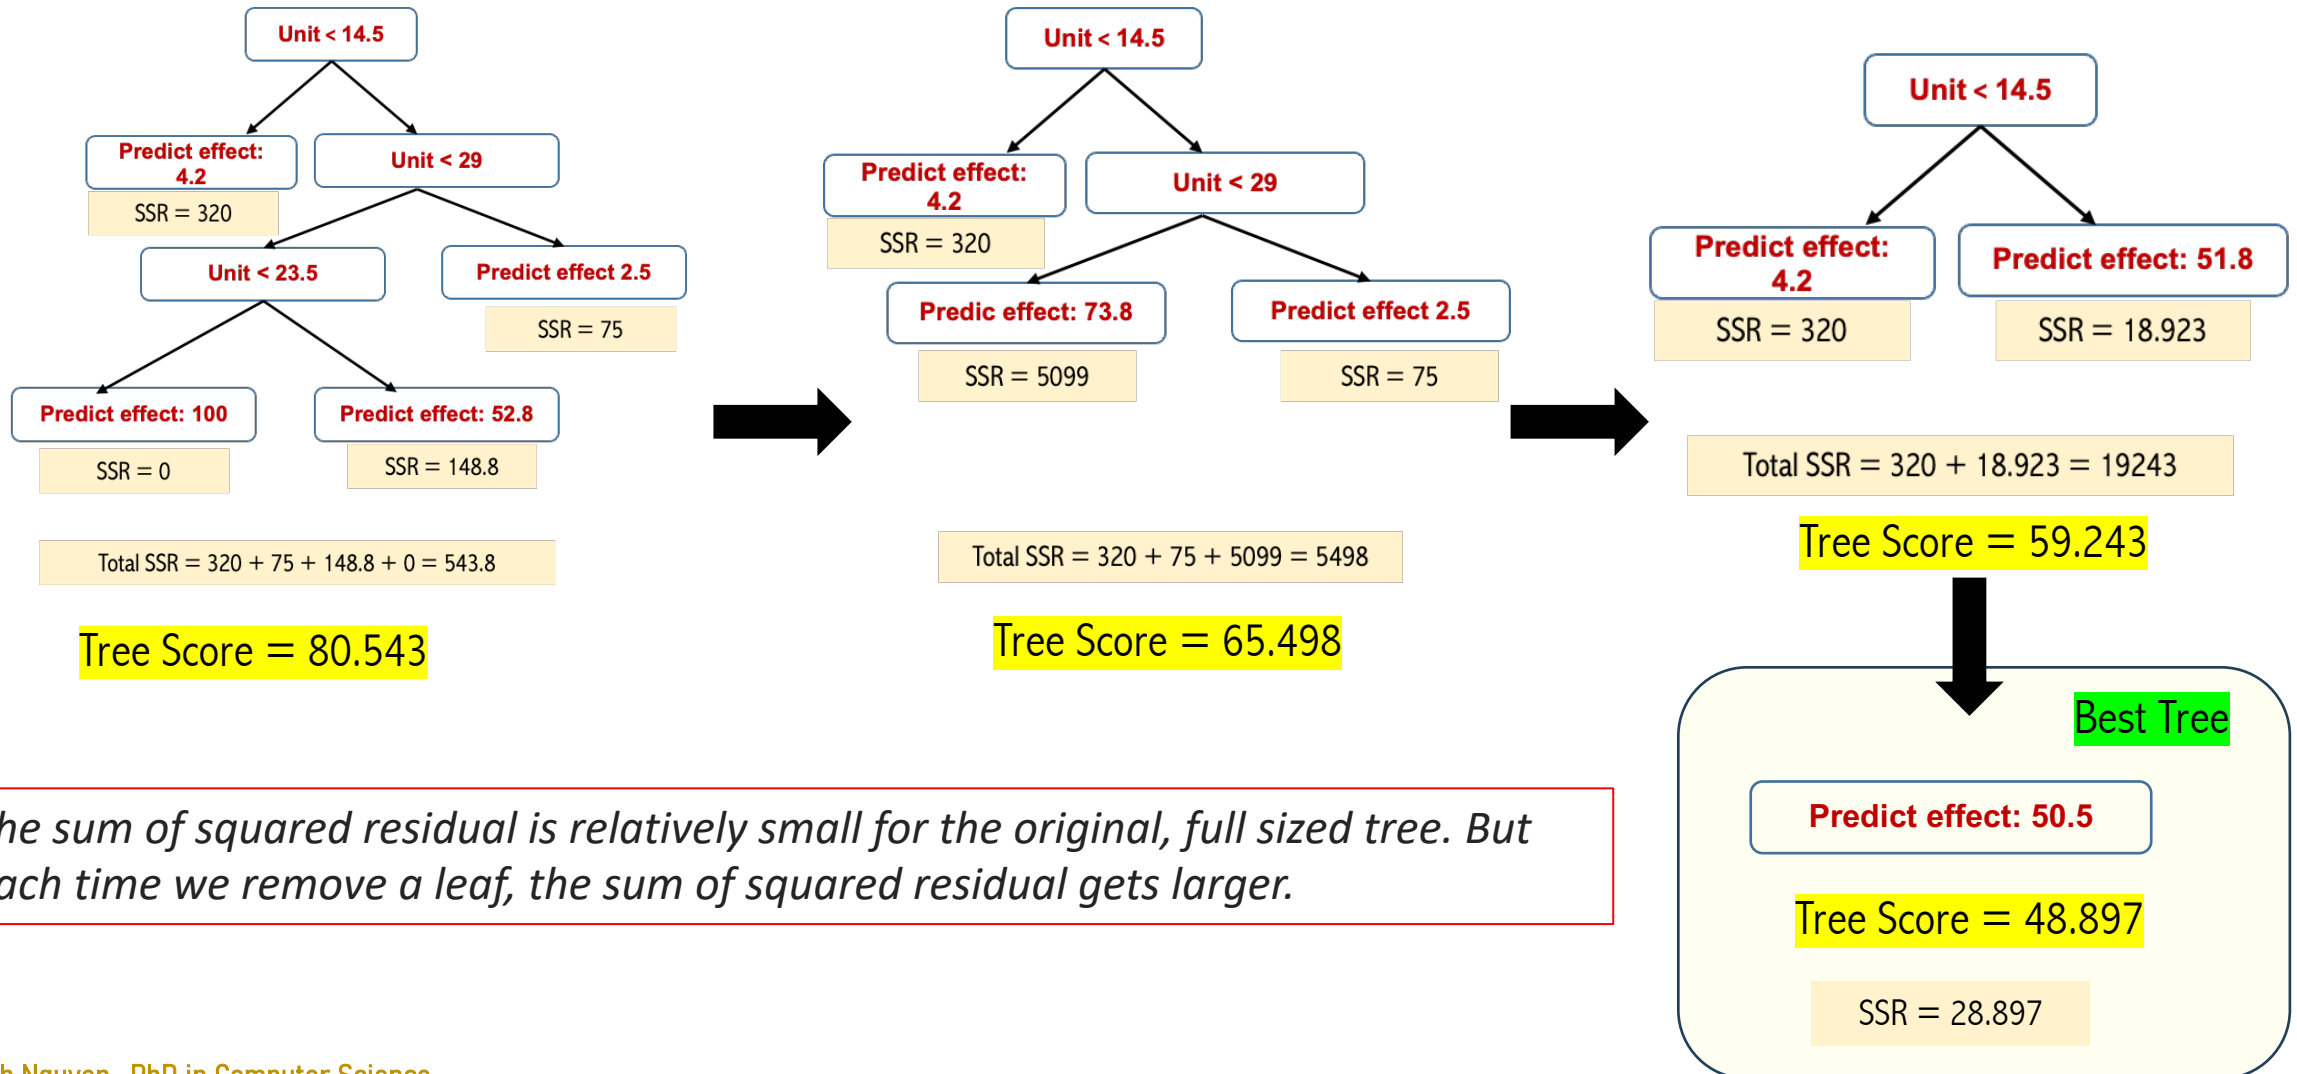 Unit < 14.5
Predict effect:
4.2
SSR = 320
Unit < 29
Unit < 23.5
Predict effect 2.5
SSR = 75
Predict effect: 100
SSR = 0
Predict effect: 52.8
SSR = 148.8
Total SSR = 320 + 75 + 148.8 + 0 = 543.8
Tree Score = 80.543
Unit < 14.5
Predict effect:
4.2
SSR = 320
Unit < 29
Predic effect: 73.8
SSR = 5099
Predict effect 2.5
SSR = 75
Total SSR = 320 + 75 + 5099 = 5498
Tree Score = 65.498
Unit < 14.5
Predict effect:
4.2
SSR = 320
Predict effect: 51.8
SSR = 18.923
Total SSR = 320 + 18.923 = 19243
Tree Score = 59.243
Best Tree
Predict effect: 50.5
Tree Score = 48.897
SSR = 28.897
he sum of squared residual is relatively small for the original, full sized tree. But
ach time we remove a leaf, the sum of squared residual gets larger.
h Nguyen, PhD in Computer Science